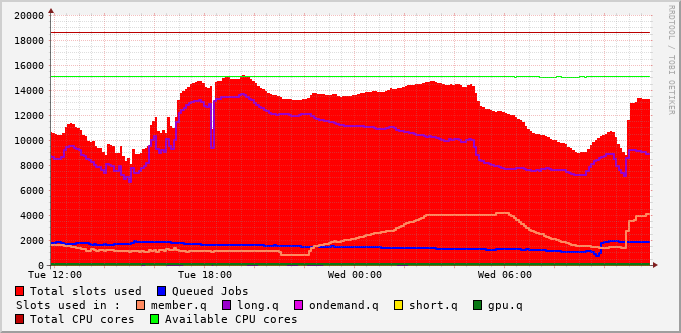 20000
18000
16000
14000
12000
10000
8000
6000
4000
2000
0
Tue 12:00 Tue 18:00 Wed 00:00 Wed 06:00
RRDTOOL / TOBI OETIKER
Total slots used Queued Jobs
Slots used in : member.q long.q ondemand.q short.q gpu.q
Total CPU cores Available CPU cores